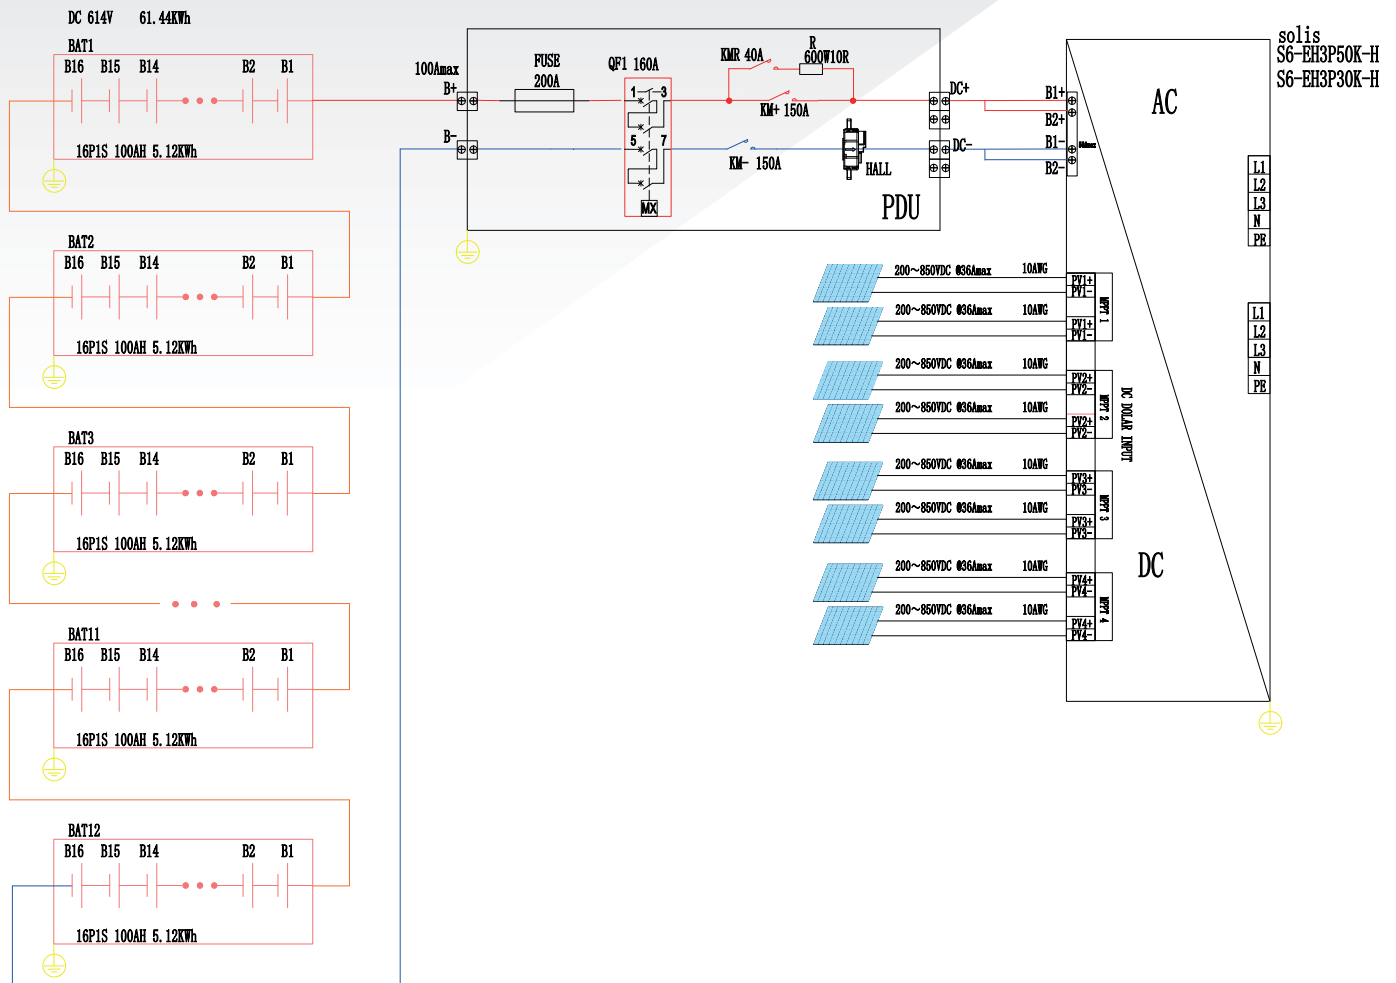 DC 614V 61.44KWh
BAT1
B16 B15 B14 B2 B1
16P1S 100AH 5.12KWh
BAT2
B16 B15 B14 B2 B1
16P1S 100AH 5.12KWh
BAT3
B16 B15 B14 B2 B1
16P1S 100AH 5.12KWh
BAT11
B16 B15 B14 B2 B1
16P1S 100AH 5.12KWh
BAT12
B16 B15 B14 B2 B1
16P1S 100AH 5.12KWh
100Amax
B+
B-
FUSE
200A
QF1 160A
1 3
5 7
MX
KMR 40A
R
600W10R
KM+ 150A
KM- 150A
HALL
DC+
DC-
PDU
B1+
B2+
B1-
B2-
AC
DC
solis
S6-EH3P50K-H
S6-EH3P30K-H
L1
L2
L3
N
PE
L1
L2
L3
N
PE
200～850VDC @36Amax 10AWG
PV1+
PV1-
200～850VDC @36Amax 10AWG
PV1+
PV1-
MPPT 1
200～850VDC @36Amax 10AWG
PV2+
PV2-
200～850VDC @36Amax 10AWG
PV2+
PV2-
MPPT 2
200～850VDC @36Amax 10AWG
PV3+
PV3-
200～850VDC @36Amax 10AWG
PV3+
PV3-
MPPT 3
200～850VDC @36Amax 10AWG
PV4+
PV4-
200～850VDC @36Amax 10AWG
PV4+
PV4-
MPPT 4
DC DOLAR INPUT